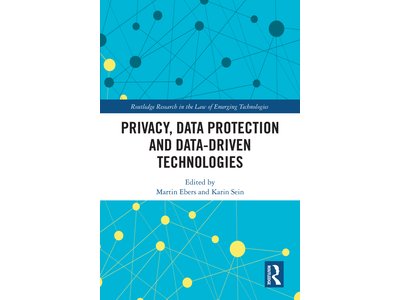 Routledge Research in the Law of Emerging Technologies
PRIVACY, DATA PROTECTION
AND DATA-DRIVEN
TECHNOLOGIES
Edited by
Martin Ebers and Karin Sein
R
ROUTLEDGE